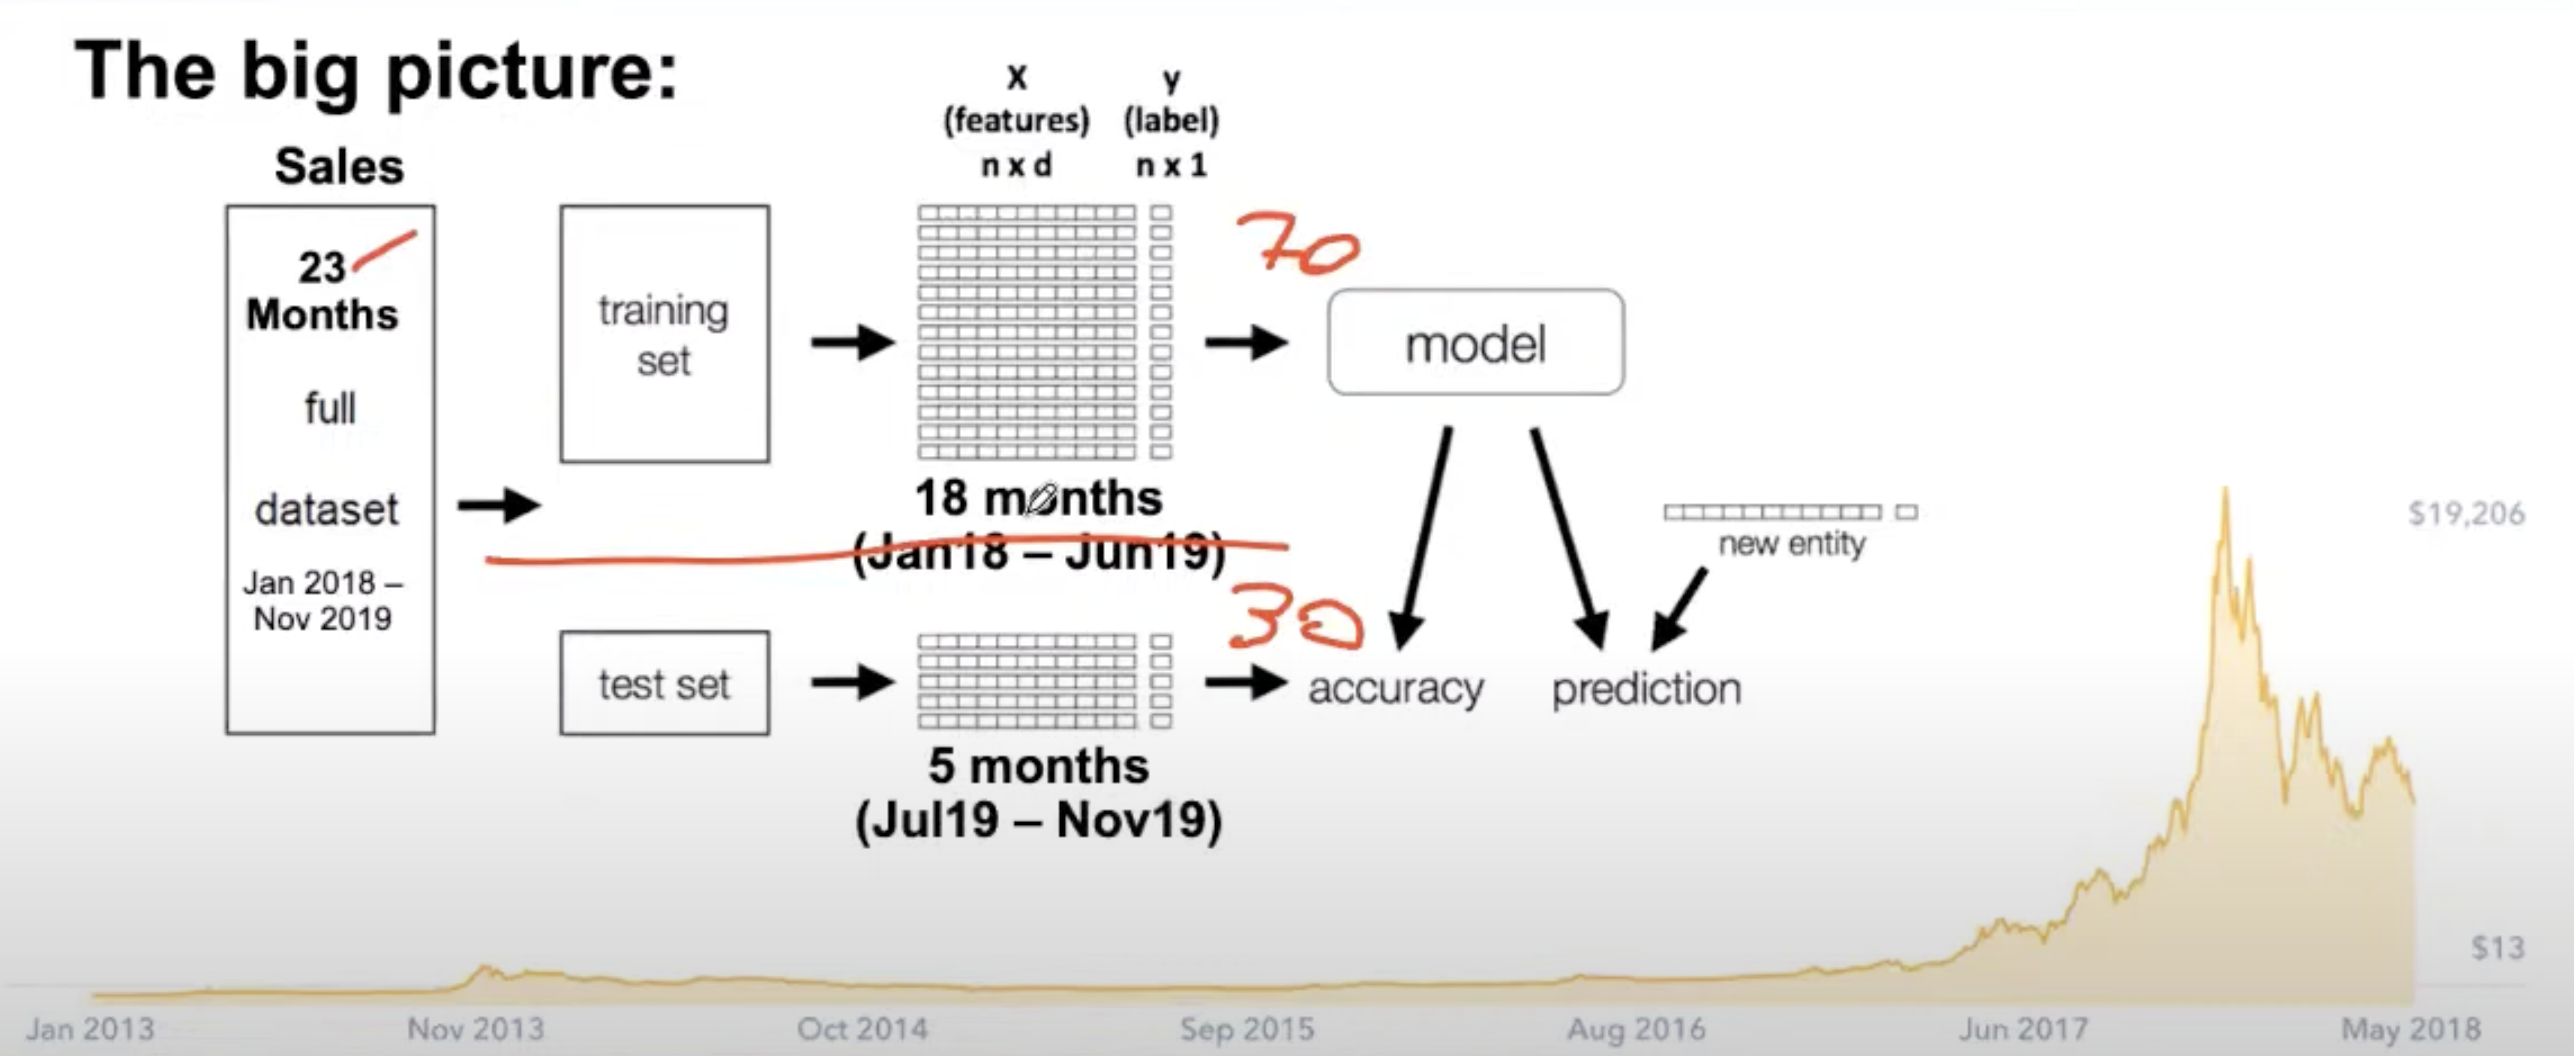 The big picture:
Sales
23
Months
full
dataset
Jan 2018 –
Nov 2019
training
set
test set
X
(features)
n x d
y
(label)
n x 1
18 months
(Jan18 – Jun19)
5 months
(Jul19 – Nov19)
70
30
model
accuracy
prediction
new entity
$19,206
$13
Jan 2013
Nov 2013
Oct 2014
Sep 2015
Aug 2016
Jun 2017
May 2018